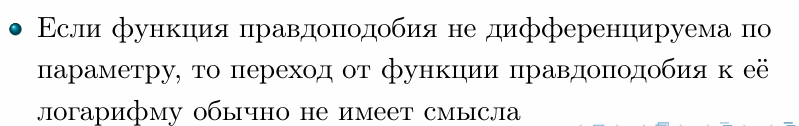 Если функция правдоподобия не дифференцируема по
параметру, то переход от функции правдоподобия к её
логарифму обычно не имеет смысла